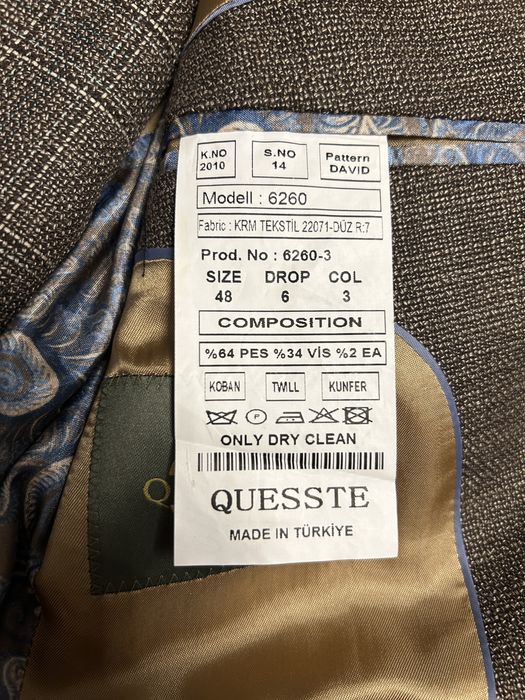 K.NO S.NO Pattern
2010 14 DAVID
Modell : 6260
Fabric : KRM TEKSTİL 22071-DÜZ R:7
Prod. No : 6260-3
SIZE DROP COL
48 6 3
COMPOSITION
%64 PES %34 VİS %2 EA
KOBAN TWILL KUNFER
P
ONLY DRY CLEAN
QUESSTE
MADE IN TÜRKİYE
Q